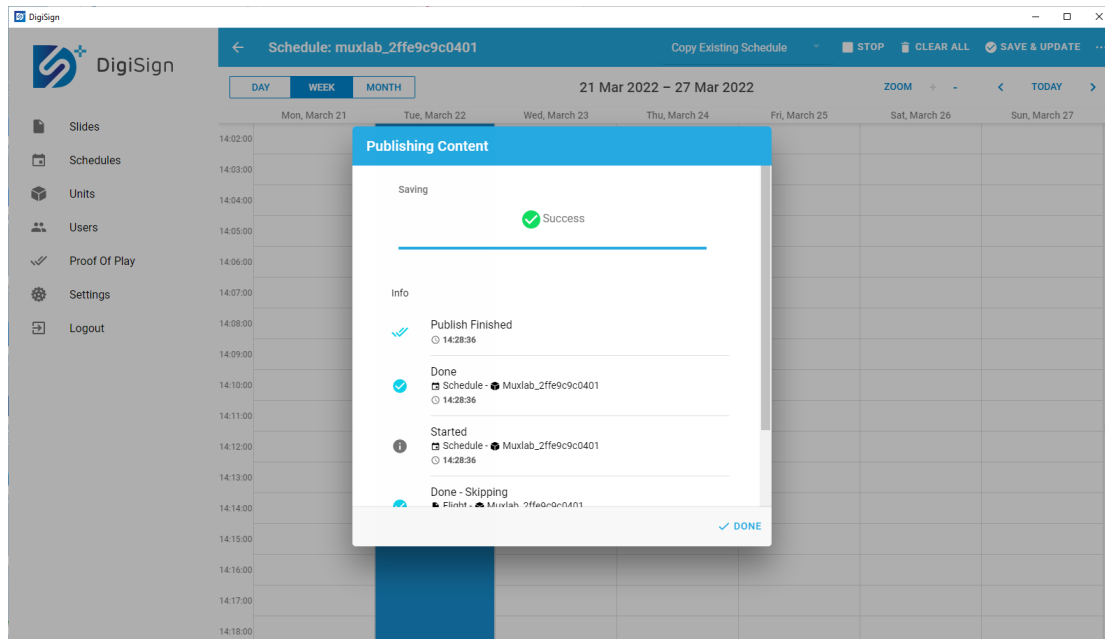 DigiSign
DigiSign
Schedule: muxlab_2ffe9c9c0401
Copy Existing Schedule
STOP
CLEAR ALL
SAVE & UPDATE
DAY WEEK MONTH
21 Mar 2022 – 27 Mar 2022
ZOOM + -
TODAY
Mon, March 21 Tue, March 22 Wed, March 23 Thu, March 24 Fri, March 25 Sat, March 26 Sun, March 27
Slides
Schedules
Units
Users
Proof Of Play
Settings
Logout
14:02:00
14:03:00
14:04:00
14:05:00
14:06:00
14:07:00
14:08:00
14:09:00
14:10:00
14:11:00
14:12:00
14:13:00
14:14:00
14:15:00
14:16:00
14:17:00
14:18:00
Publishing Content
Saving
Success
Info
Publish Finished
14:28:36
Done
Schedule - Muxlab_2ffe9c9c0401
14:28:36
Started
Schedule - Muxlab_2ffe9c9c0401
14:28:36
Done - Skipping
Flight - Muxlab_2ffe9c9c0401
DONE